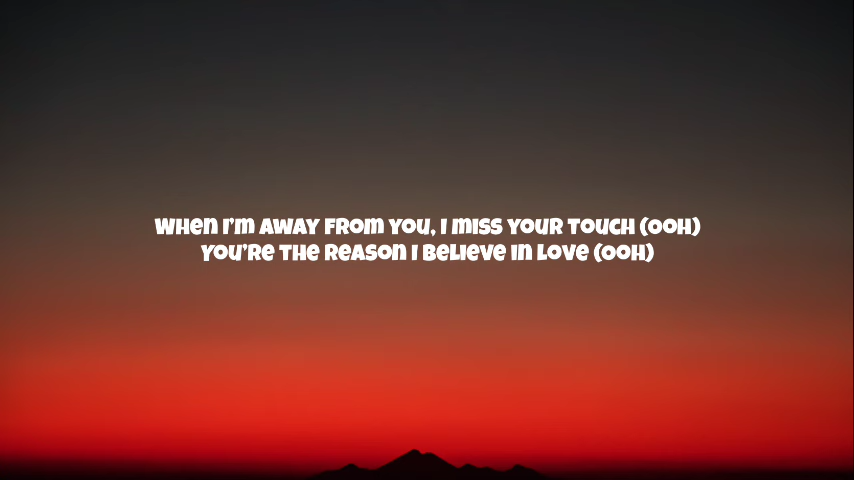 When I'm away from you, I miss your touch (ooh)
You're the reason I believe in love (ooh)